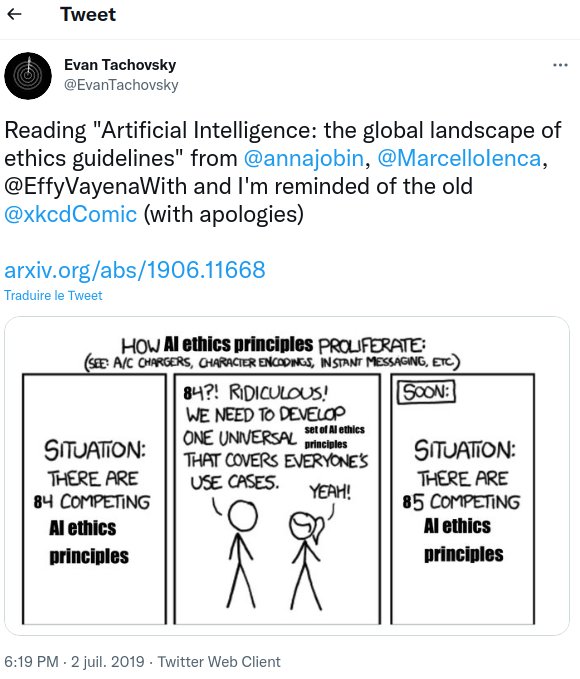 Tweet
Evan Tachovsky
@EvanTachovsky
Reading "Artificial Intelligence: the global landscape of
ethics guidelines" from @annajobin, @MarcelloIenca,
@EffyVayenaWith and I'm reminded of the old
@xkcdComic (with apologies)
arxiv.org/abs/1906.11668
Traduire le Tweet
HOW AI ethics principles PROLIFERATE:
(SEE: A/C CHARGERS, CHARACTER ENCODINGS, INSTANT MESSAGING, ETC.)
SITUATION:
THERE ARE
84 COMPETING
AI ethics
principles
84?! RIDICULOUS!
WE NEED TO DEVELOP
ONE UNIVERSAL set of AI ethics
principles
THAT COVERS EVERYONE'S
USE CASES.
YEAH!
SOON:
SITUATION:
THERE ARE
85 COMPETING
AI ethics
principles
6:19 PM · 2 juil. 2019 · Twitter Web Client